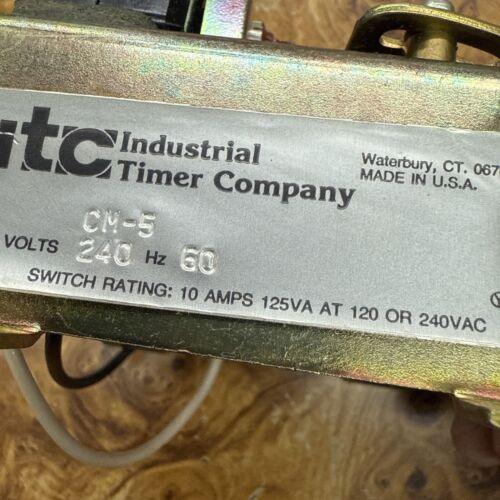 itc Industrial
Timer Company
Waterbury, CT. 067
MADE IN U.S.A.
CM-5
VOLTS 240 Hz 60
SWITCH RATING: 10 AMPS 125VA AT 120 OR 240VAC